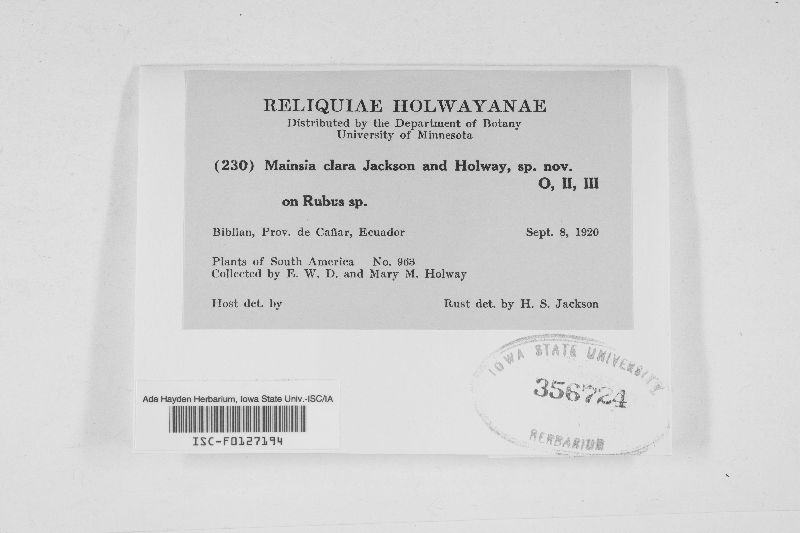 RELIQUIAE HOLWAYANAE
Distributed by the Department of Botany
University of Minnesota
(230) Mainsia clara Jackson and Holway, sp. nov.
O, II, III
on Rubus sp.
Biblian, Prov. de Cañar, Ecuador Sept. 8, 1920
Plants of South America No. 963
Collected by E. W. D. and Mary M. Holway
Host det. by Rust det. by H. S. Jackson
IOWA STATE UNIVERSITY
356724
HERBARIUM
Ada Hayden Herbarium, Iowa State Univ.-ISC/IA
ISC-F0127194